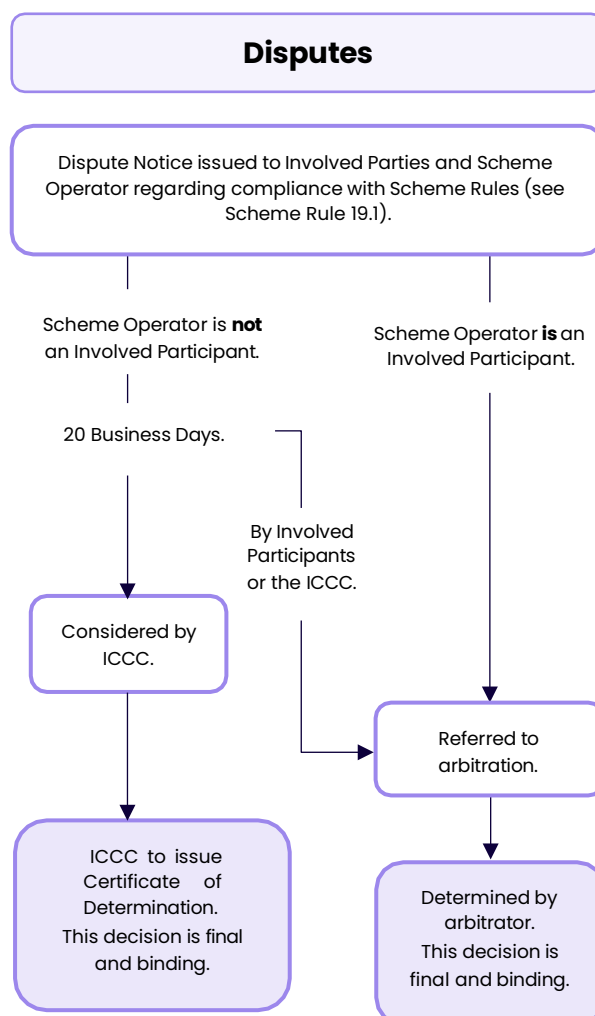 Disputes
Dispute Notice issued to Involved Parties and Scheme
Operator regarding compliance with Scheme Rules (see
Scheme Rule 19.1).
Scheme Operator is not
an Involved Participant.
Scheme Operator is an
Involved Participant.
20 Business Days.
By Involved
Participants
or the ICCC.
Considered by
ICCC.
Referred to
arbitration.
ICCC to issue
Certificate of
Determination.
This decision is final
and binding.
Determined by
arbitrator.
This decision is
final and binding.